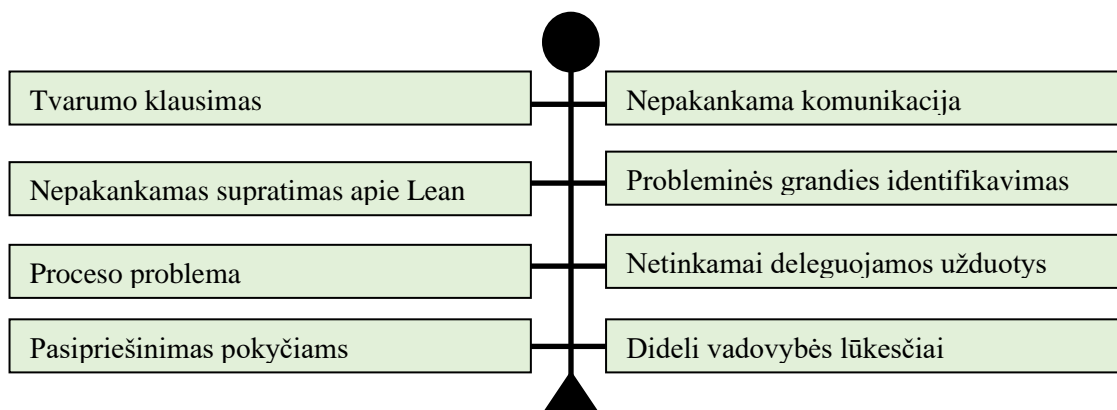 Tvarumo klausimas
Nepakankama komunikacija
Nepakankamas supratimas apie Lean
Probleminės grandies identifikavimas
Proceso problema
Netinkamai deleguojamos užduotys
Pasipriešinimas pokyčiams
Dideli vadovybės lūkesčiai